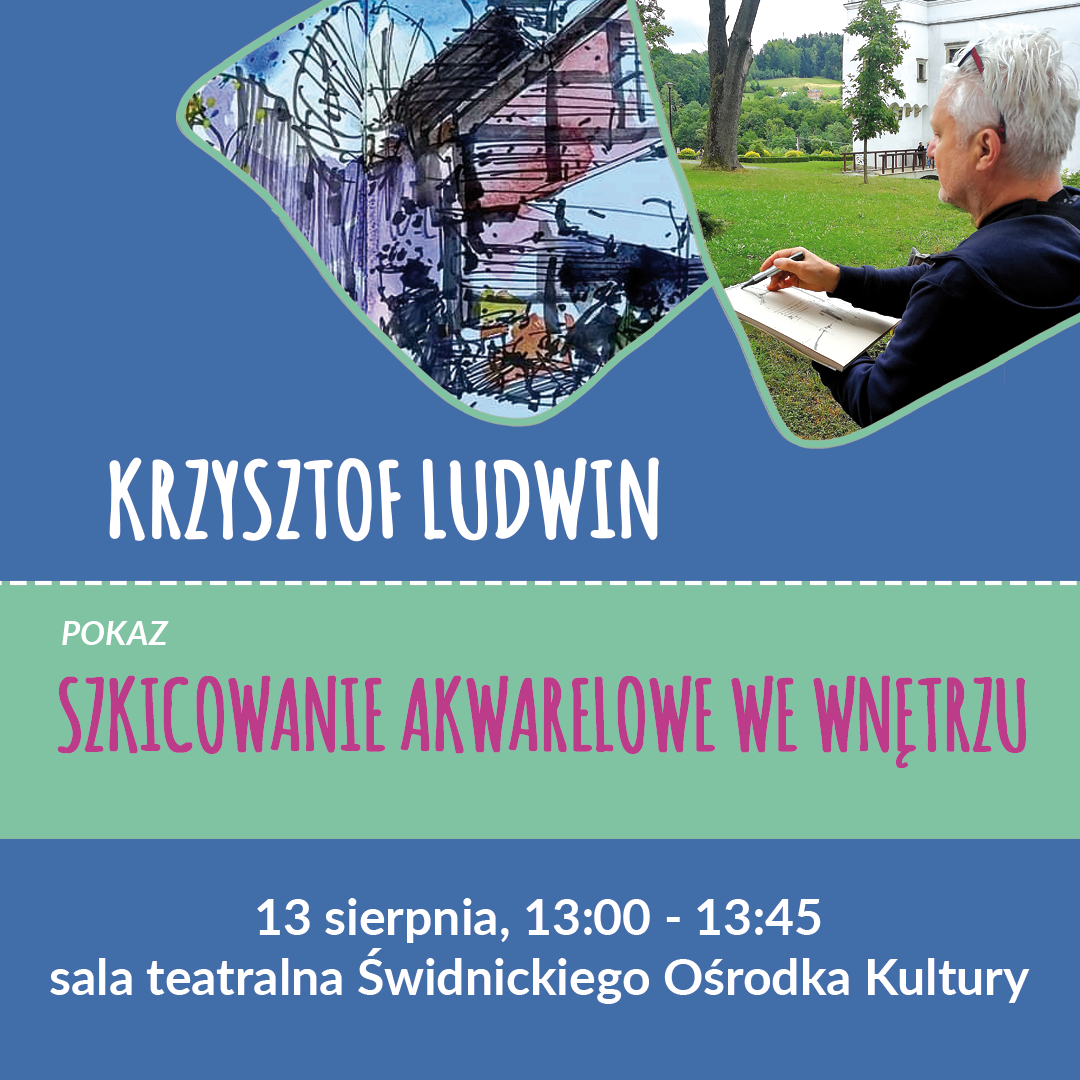 KRZYSZTOF LUDWIN
POKAZ
SZKICOWANIE AKWARELOWE WE WNĘTRZU
13 sierpnia, 13:00 - 13:45
sala teatralna Świdnickiego Ośrodka Kultury